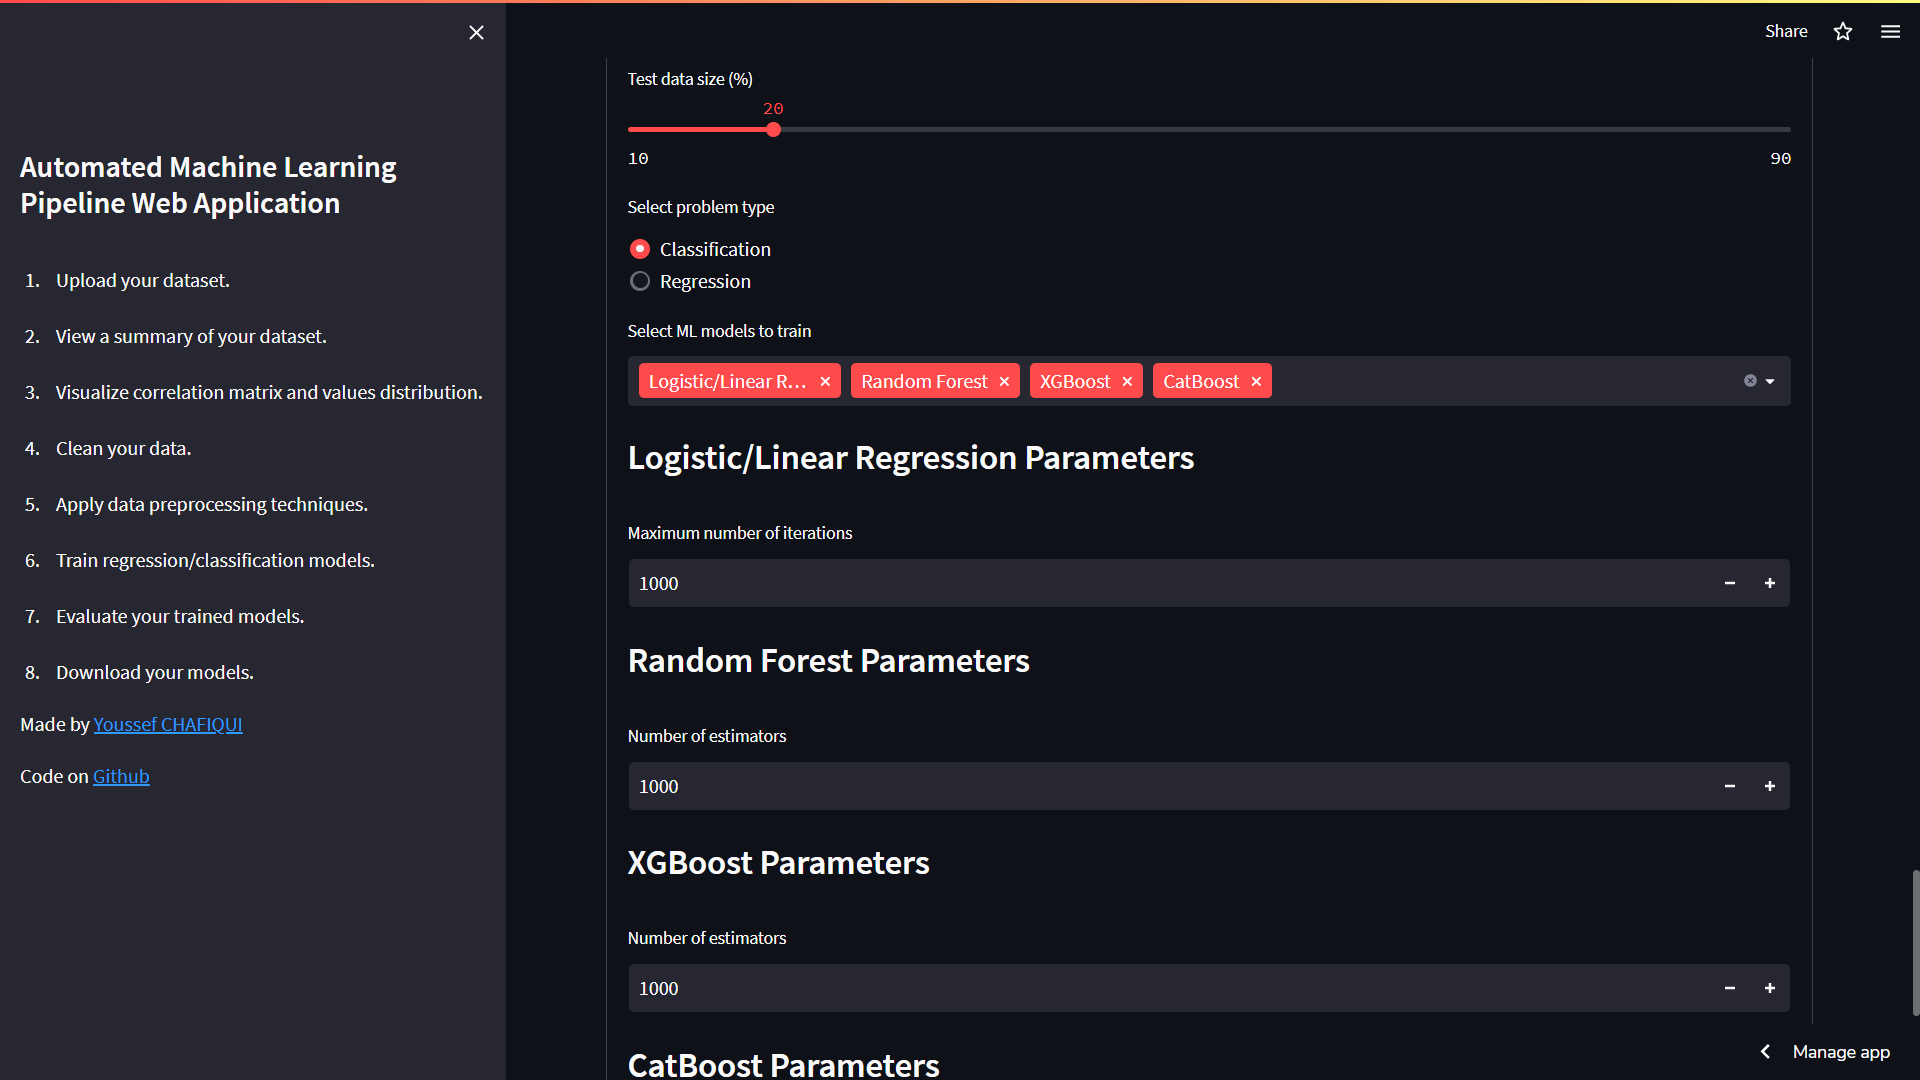 Automated Machine Learning
Pipeline Web Application
1. Upload your dataset.
2. View a summary of your dataset.
3. Visualize correlation matrix and values distribution.
4. Clean your data.
5. Apply data preprocessing techniques.
6. Train regression/classification models.
7. Evaluate your trained models.
8. Download your models.
Made by Youssef CHAFIQUI
Code on Github
Share
Test data size (%)
20
10 90
Select problem type
Classification
Regression
Select ML models to train
Logistic/Linear R... Random Forest XGBoost CatBoost
Logistic/Linear Regression Parameters
Maximum number of iterations
1000
Random Forest Parameters
Number of estimators
1000
XGBoost Parameters
Number of estimators
1000
CatBoost Parameters
Manage app